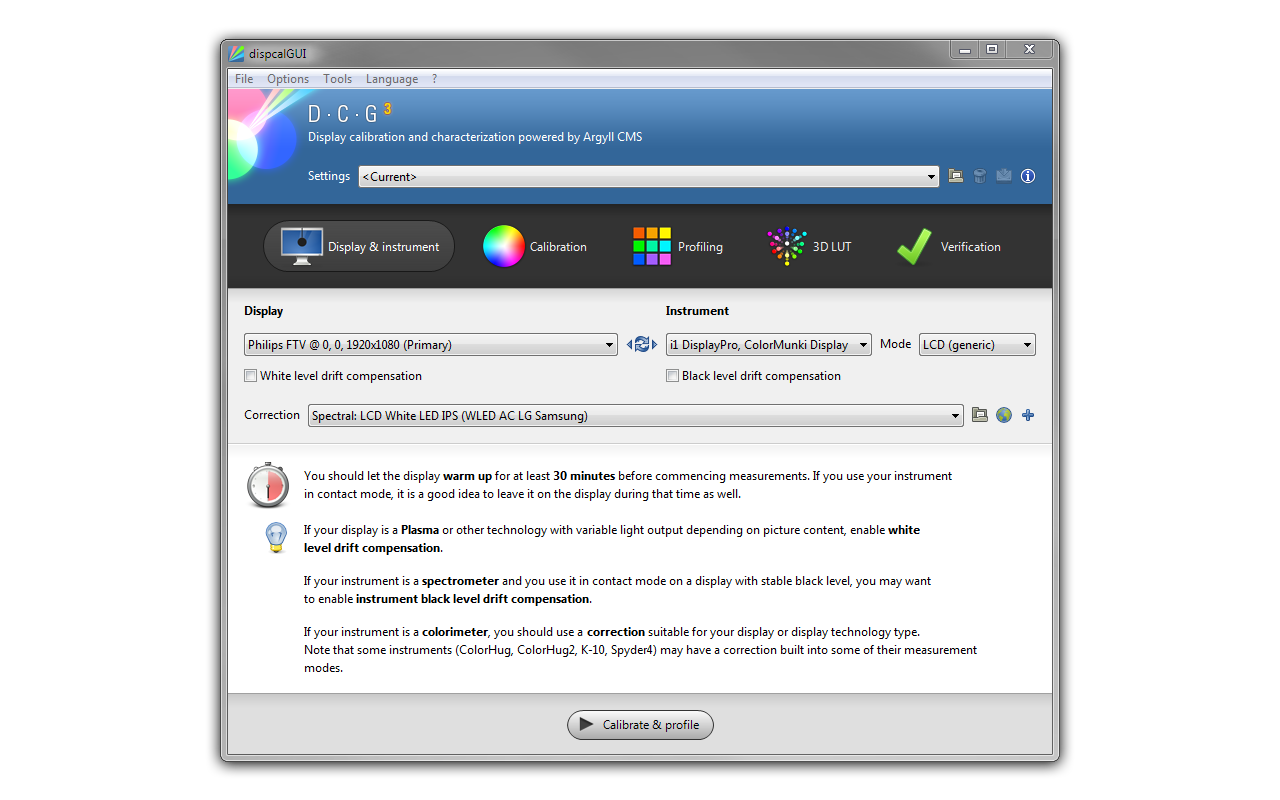 dispcalGUI
File Options Tools Language ?
D · C · G 3
Display calibration and characterization powered by Argyll CMS
Settings <Current>
Display & instrument Calibration Profiling 3D LUT Verification
Display Instrument
Philips FTV @ 0, 0, 1920x1080 (Primary) i1 DisplayPro, ColorMunki Display Mode LCD (generic)
White level drift compensation Black level drift compensation
Correction Spectral: LCD White LED IPS (WLED AC LG Samsung)
You should let the display warm up for at least 30 minutes before commencing measurements. If you use your instrument
in contact mode, it is a good idea to leave it on the display during that time as well.
If your display is a Plasma or other technology with variable light output depending on picture content, enable white
level drift compensation.
If your instrument is a spectrometer and you use it in contact mode on a display with stable black level, you may want
to enable instrument black level drift compensation.
If your instrument is a colorimeter, you should use a correction suitable for your display or display technology type.
Note that some instruments (ColorHug, ColorHug2, K-10, Spyder4) may have a correction built into some of their measurement
modes.
Calibrate & profile